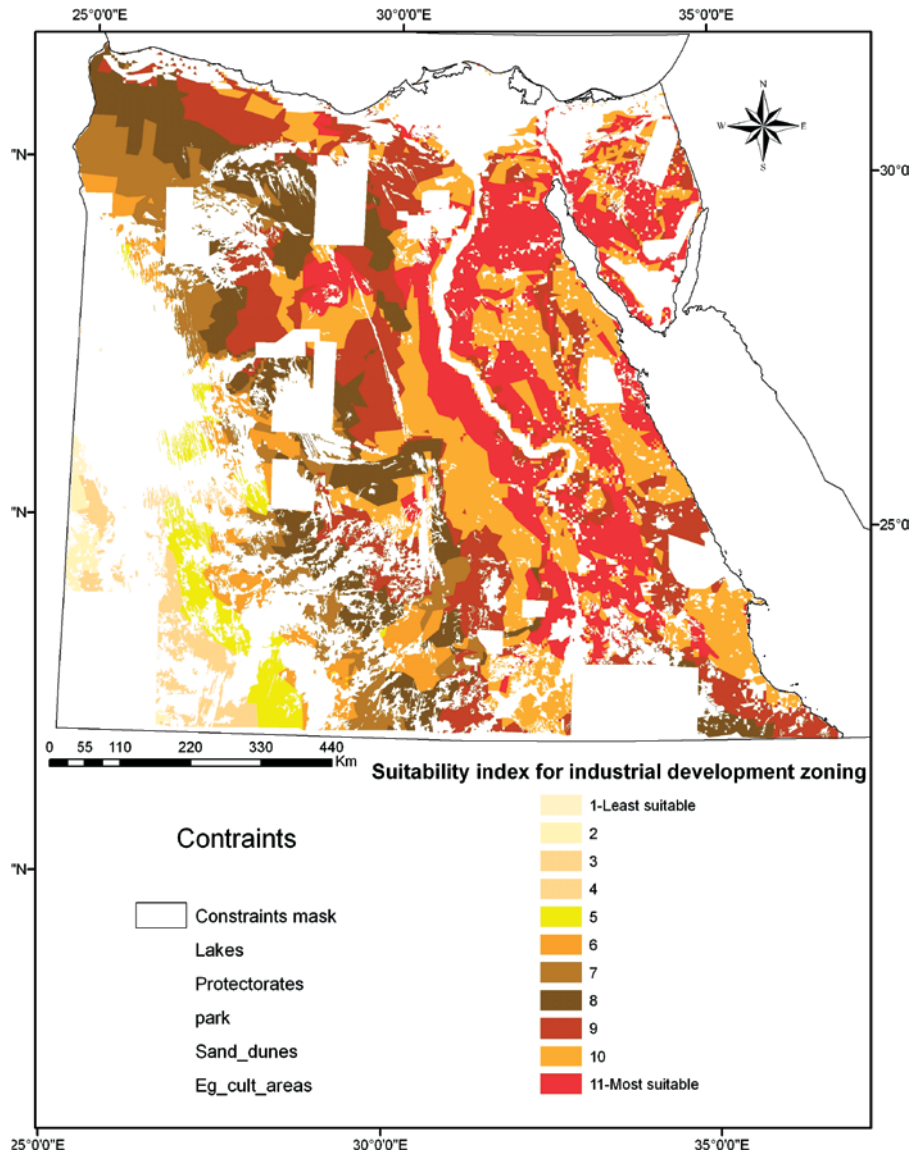 25°0'0"E 30°0'0"E 35°0'0"E
N
W E
S
"N 30°0
"N 25°0
0 55 110 220 330 440
Km
Suitability index for industrial development zoning
Contraints
Constraints mask
Lakes
Protectorates
park
Sand_dunes
Eg_cult_areas
1-Least suitable
2
3
4
5
6
7
8
9
10
11-Most suitable
"N
25°0'0"E 30°0'0"E 35°0'0"E